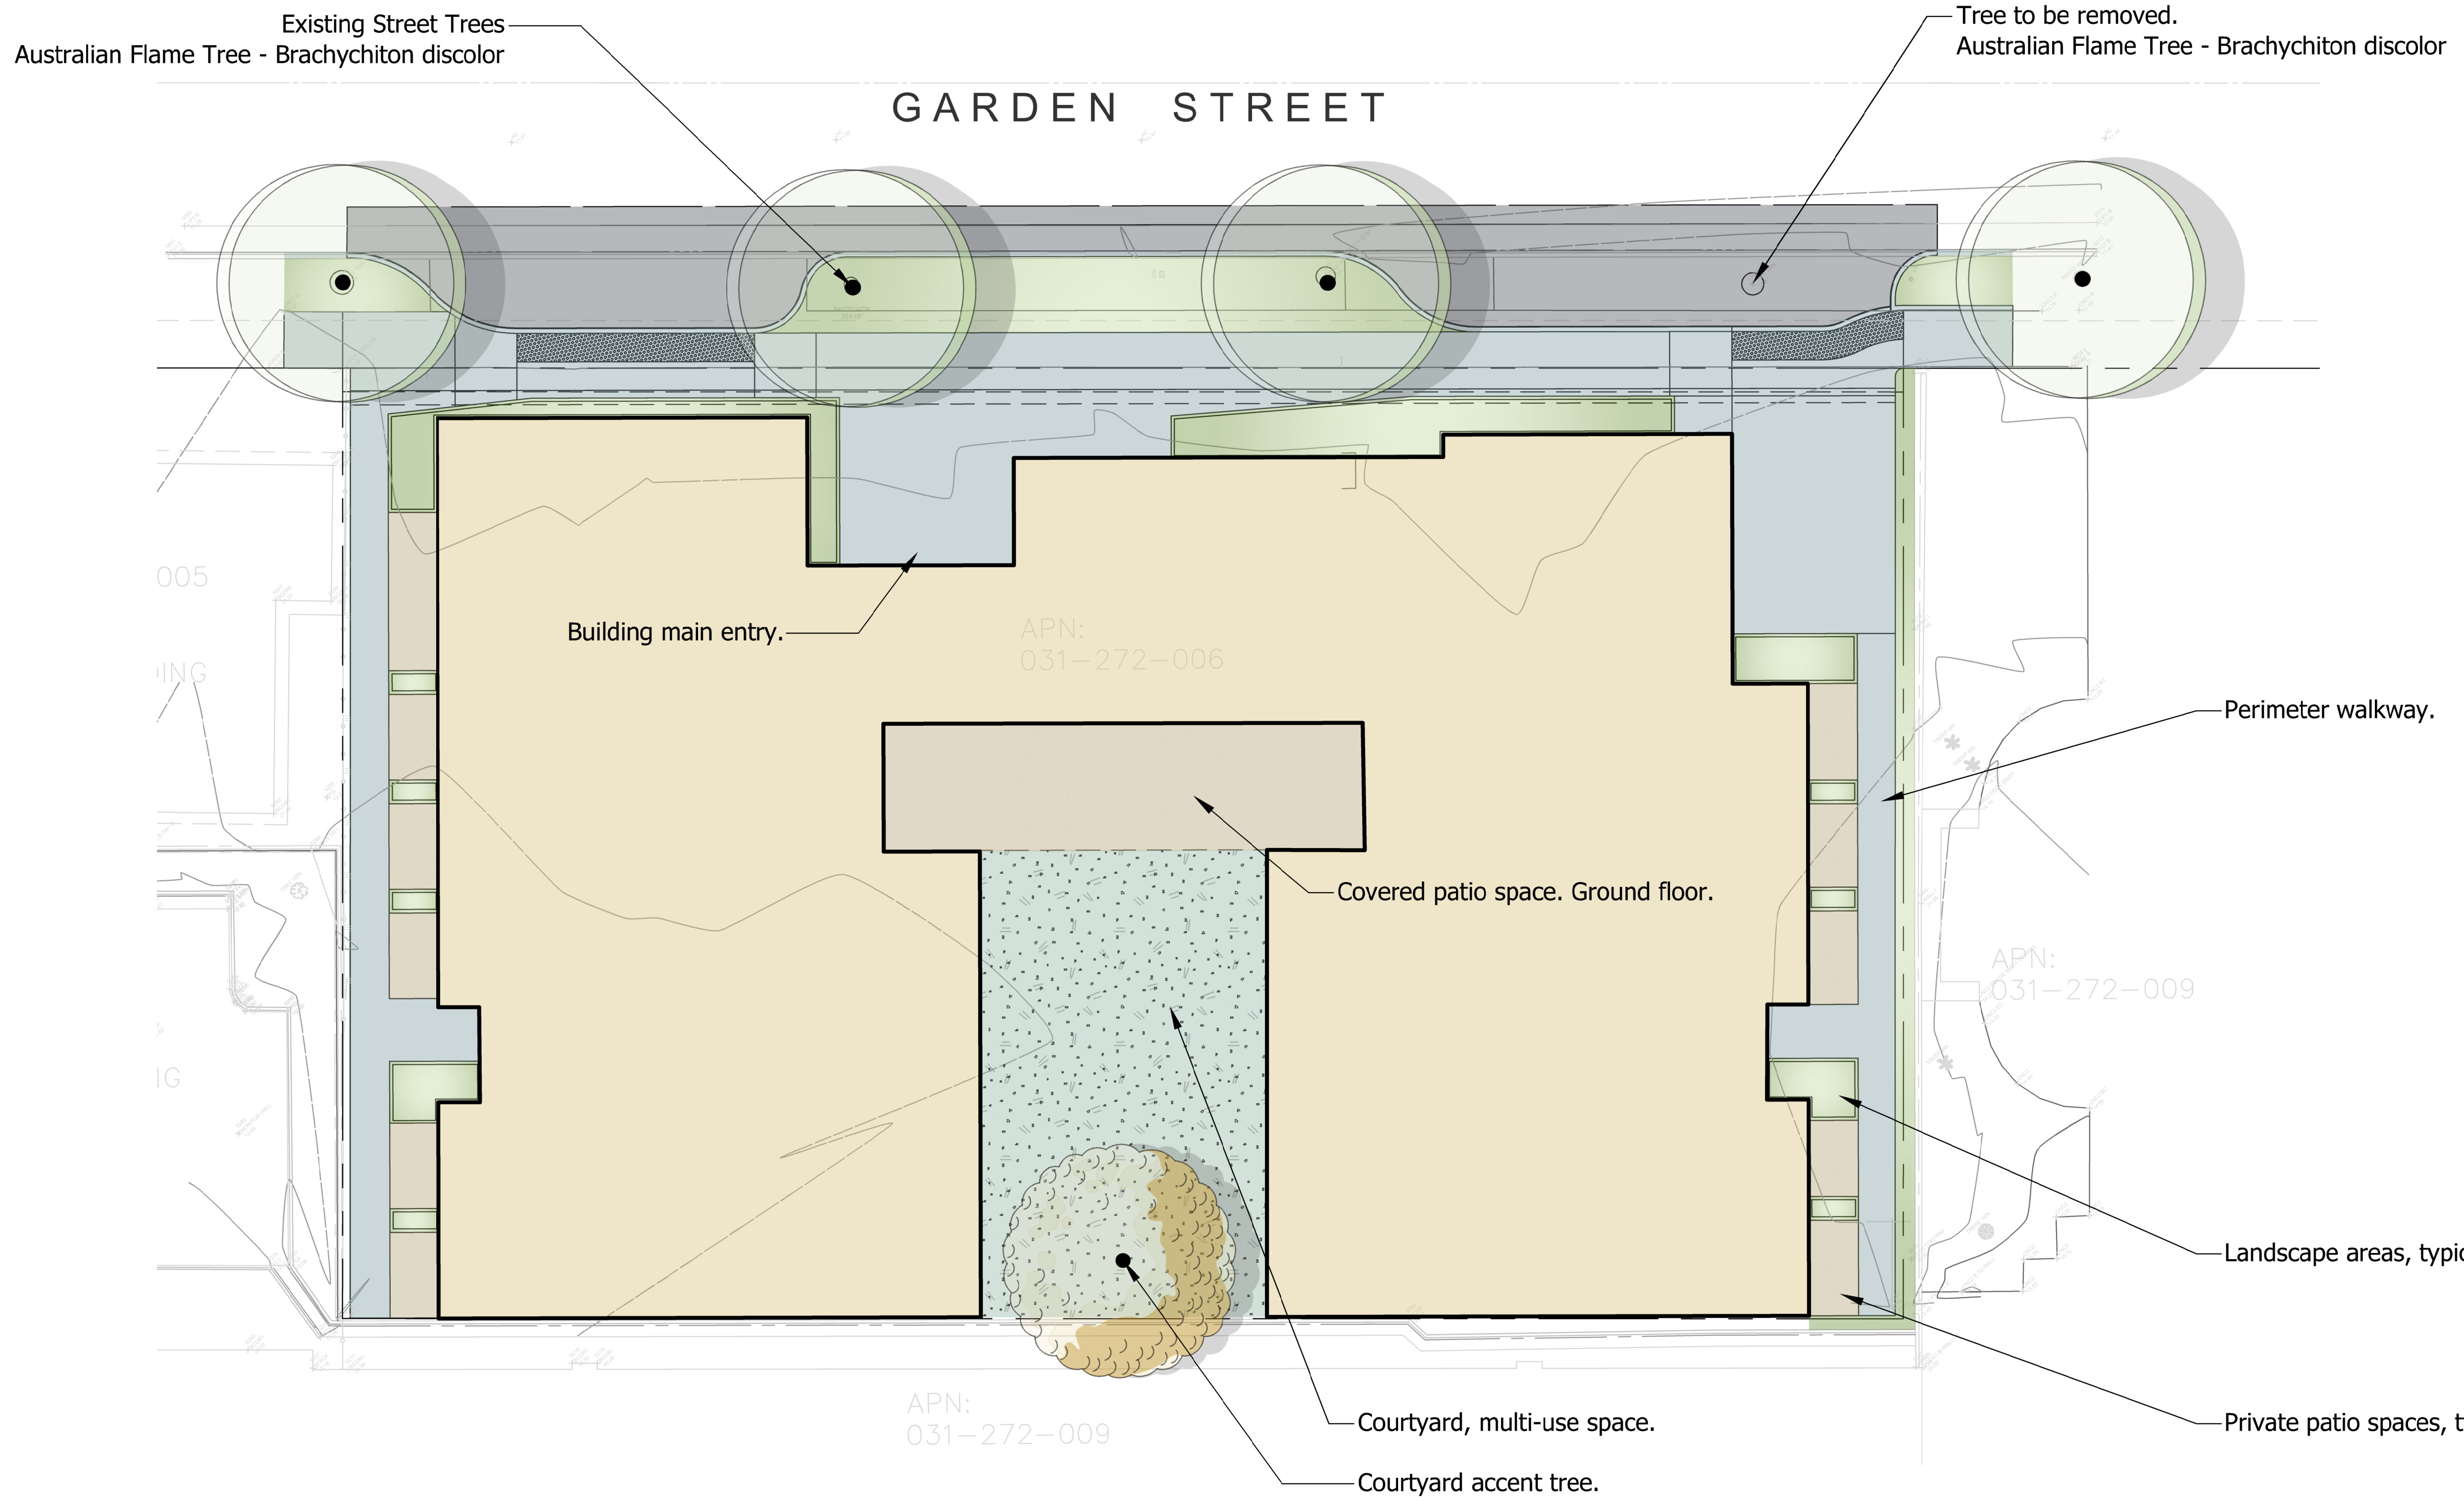 Existing Street Trees
Australian Flame Tree - Brachychiton discolor
Tree to be removed.
Australian Flame Tree - Brachychiton discolor
GARDEN STREET
005
Building main entry.
APN:
031-272-006
Perimeter walkway.
Covered patio space. Ground floor.
APN:
031-272-009
Landscape areas,
Private patio spaces,
APN:
031-272-009
Courtyard, multi-use space.
Courtyard accent tree.